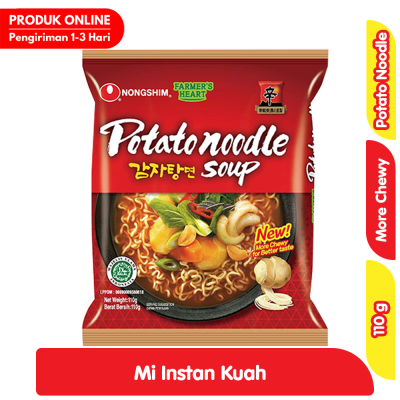 PRODUK ONLINE
Pengiriman 1-3 Hari
NONGSHIM
FARMER'S
HEART
辛
Potato noodle
감자탕면 soup
New!
More Chewy
for Better taste
Net Weight:110g
Berat Bersih:110g
Potato Noodle
More Chewy
110 g
Mi Instan Kuah